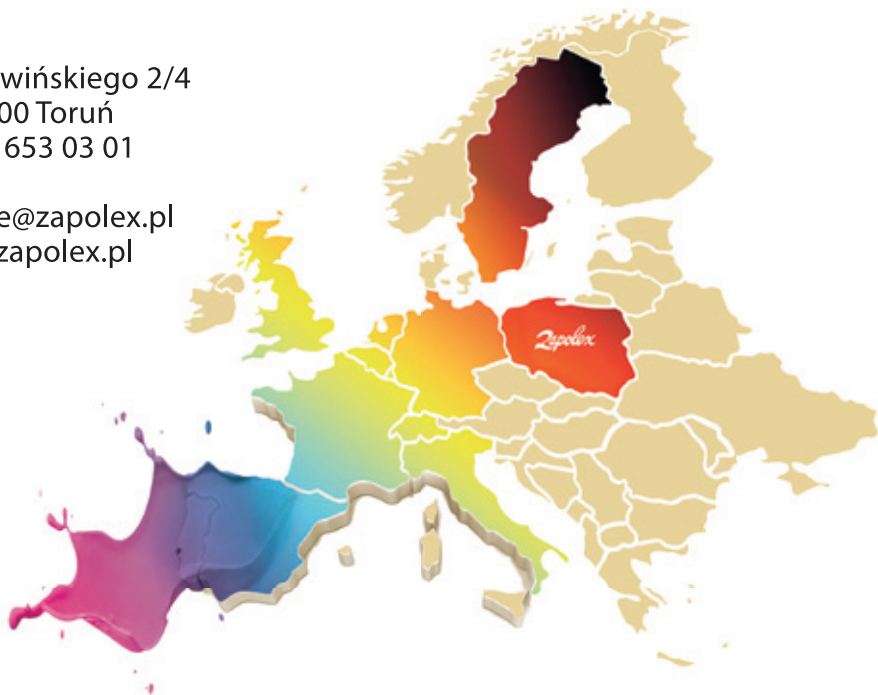 wińskiego 2/4
00 Toruń
653 03 01
e@zapolex.pl
zapolex.pl
Zapolex